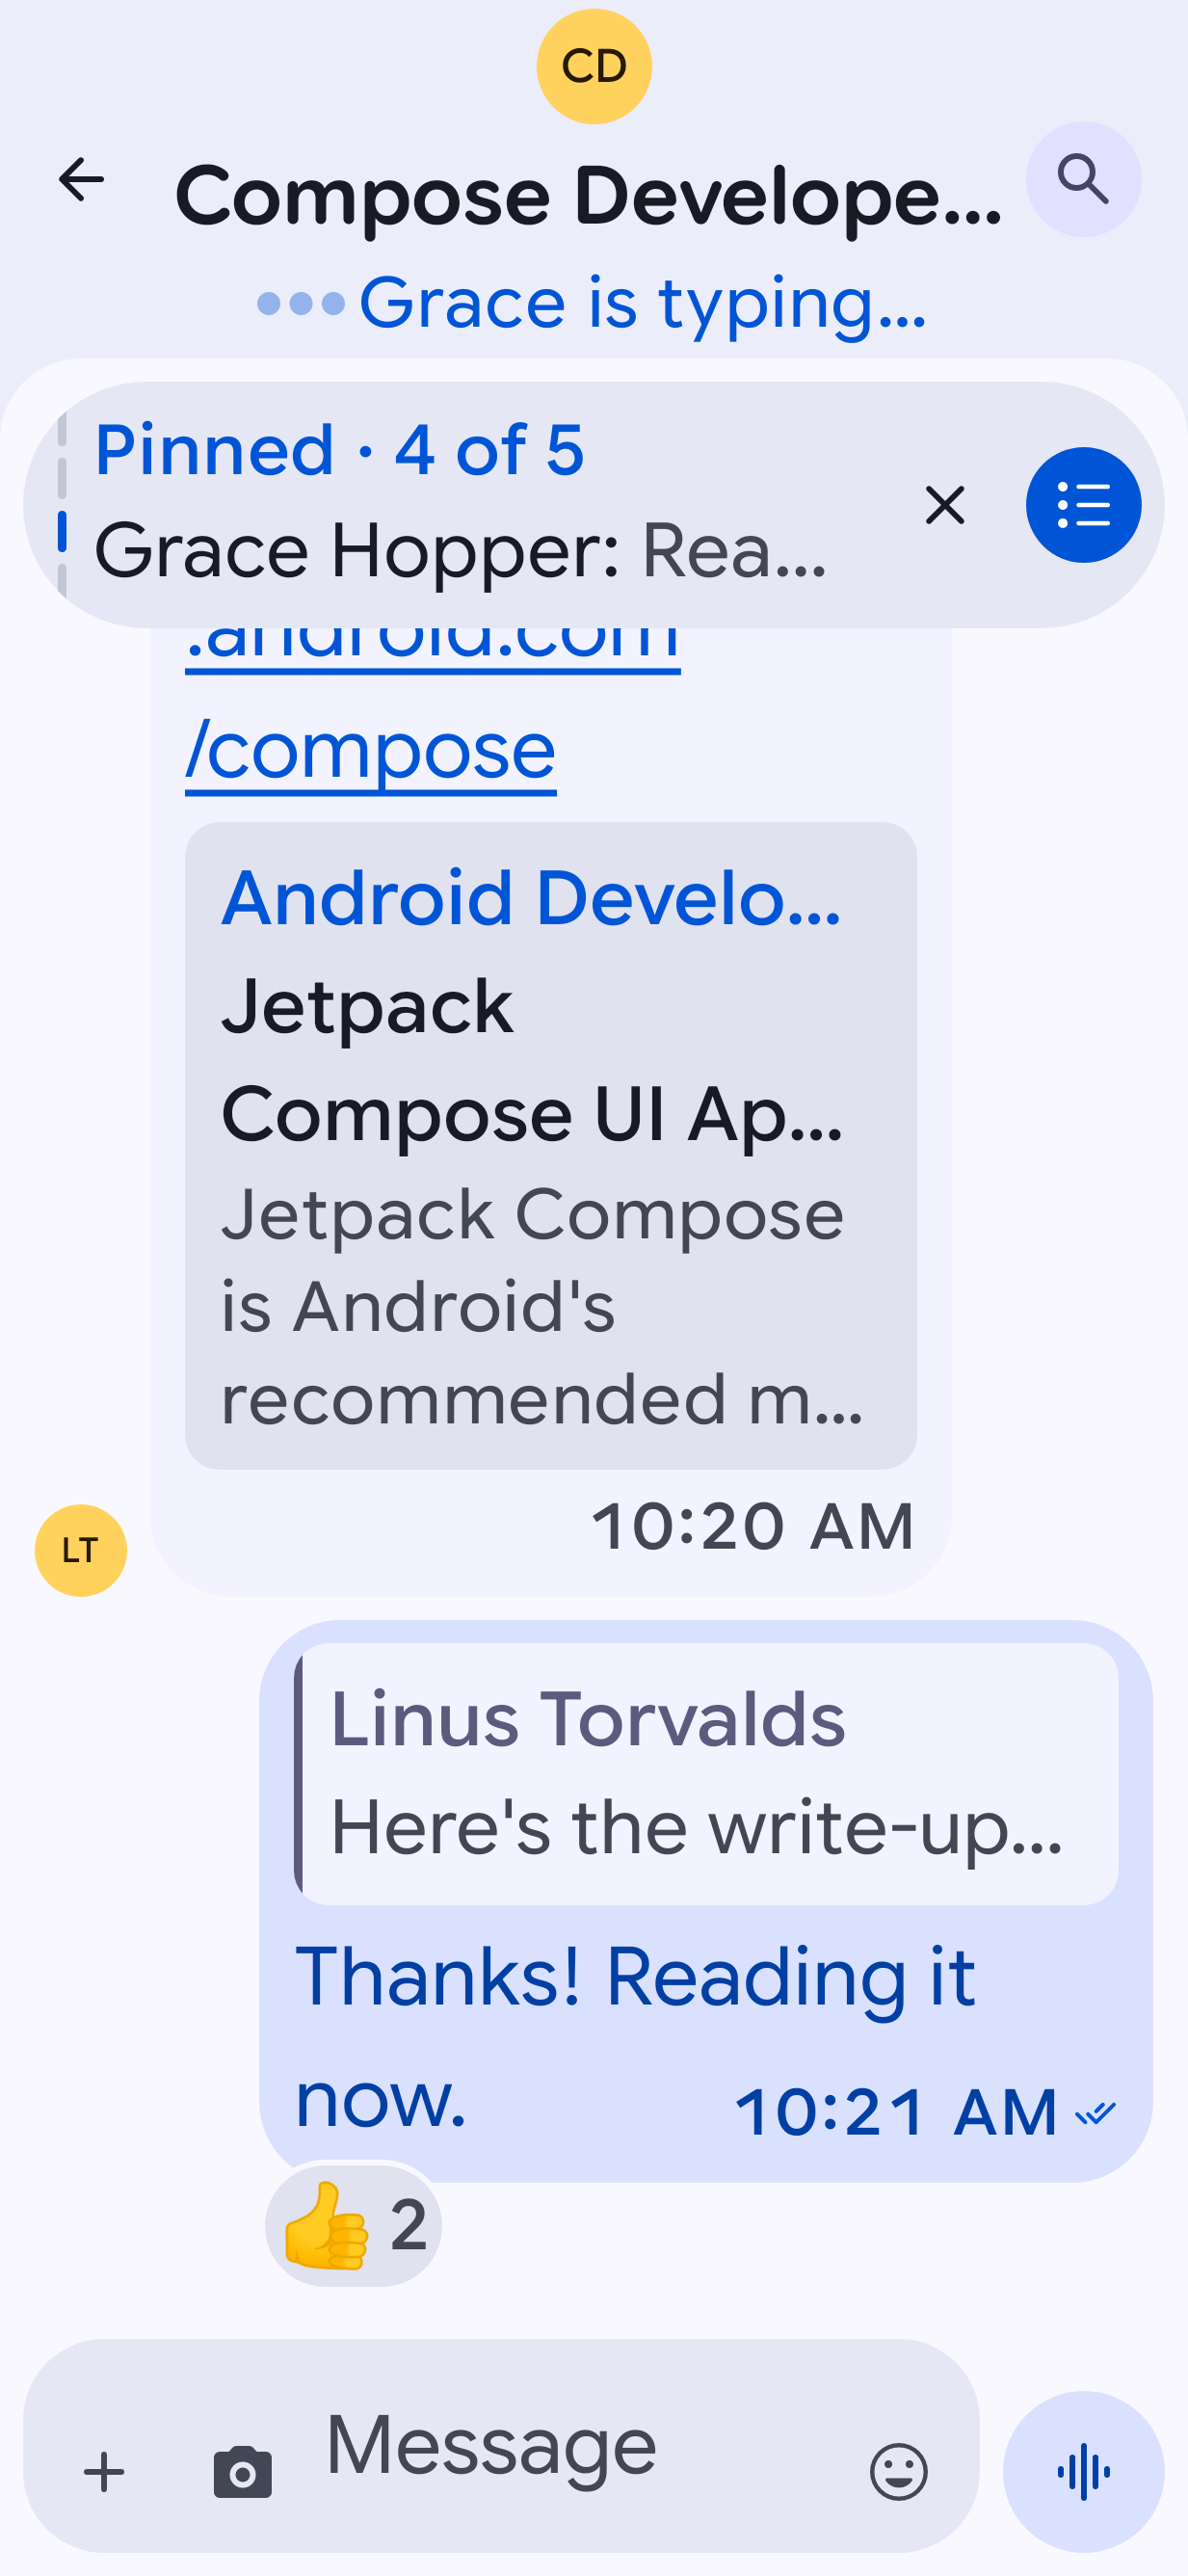 CD
Compose Develope...
Grace is typing...
Pinned · 4 of 5
Grace Hopper: Rea...
.android.com
/compose
Android Develo...
Jetpack
Compose UI Ap...
Jetpack Compose
is Android's
recommended m...
10:20 AM
LT
Linus Torvalds
Here's the write-up...
Thanks! Reading it
now.
10:21 AM
👍 2
Message